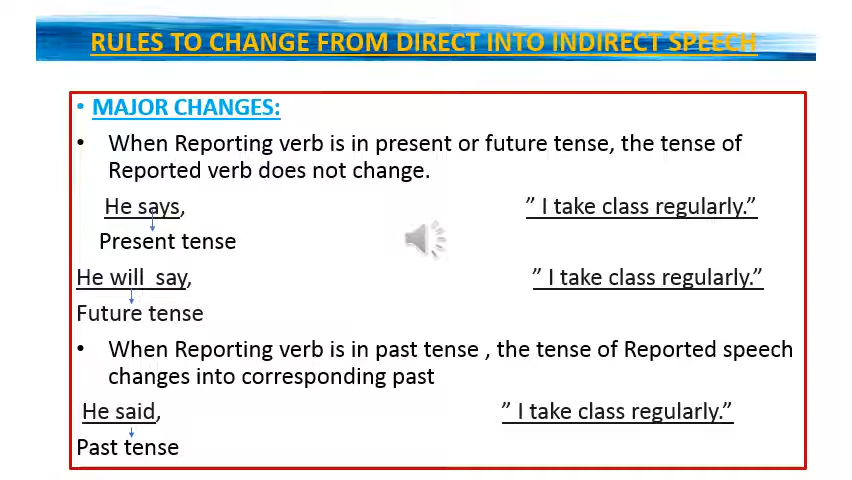 RULES TO CHANGE FROM DIRECT INTO INDIRECT SPEECH
• MAJOR CHANGES:
• When Reporting verb is in present or future tense, the tense of
Reported verb does not change.
He says, ” I take class regularly.”
Present tense
He will say, ” I take class regularly.”
Future tense
• When Reporting verb is in past tense , the tense of Reported speech
changes into corresponding past
He said, ” I take class regularly.”
Past tense